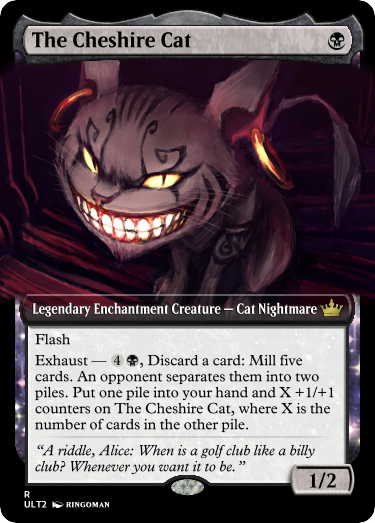 The Cheshire Cat
Legendary Enchantment Creature — Cat Nightmare
Flash
Exhaust — 4, Discard a card: Mill five
cards. An opponent separates them into two
piles. Put one pile into your hand and X +1/+1
counters on The Cheshire Cat, where X is the
number of cards in the other pile.
“A riddle, Alice: When is a golf club like a billy
club? Whenever you want it to be.”
1/2
R
ULT2 RINGOMAN